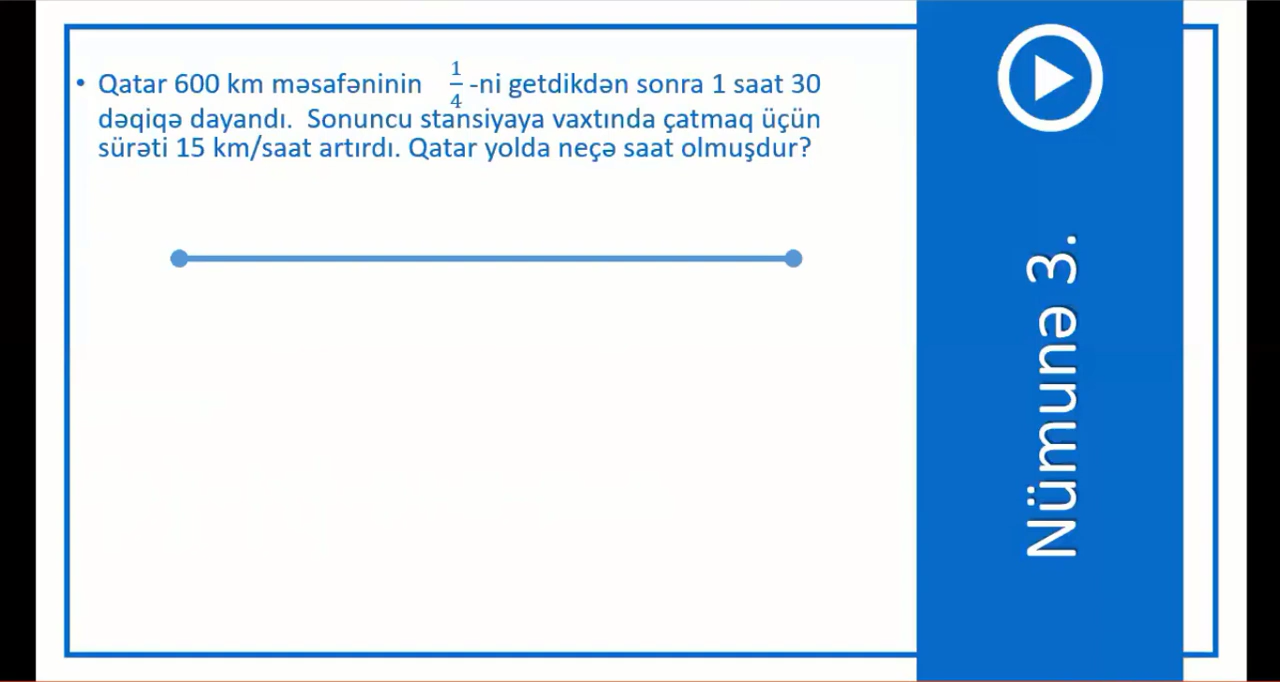 • Qatar 600 km məsafəninin 1/4 -ni getdikdən sonra 1 saat 30
dəqiqə dayandı. Sonuncu stansiyaya vaxtında çatmaq üçün
sürəti 15 km/saat artırdı. Qatar yolda neçə saat olmuşdur?
Nümunə 3.